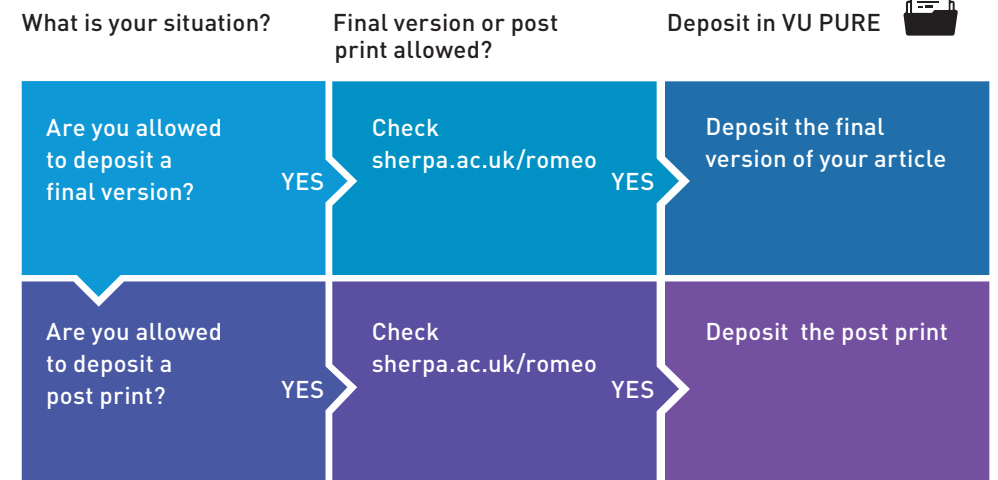 What is your situation?
Final version or post
print allowed?
Deposit in VU PURE
Are you allowed
to deposit a
final version?
YES
Check
sherpa.ac.uk/romeo
YES
Deposit the final
version of your article
Are you allowed
to deposit a
post print?
YES
Check
sherpa.ac.uk/romeo
YES
Deposit the post print